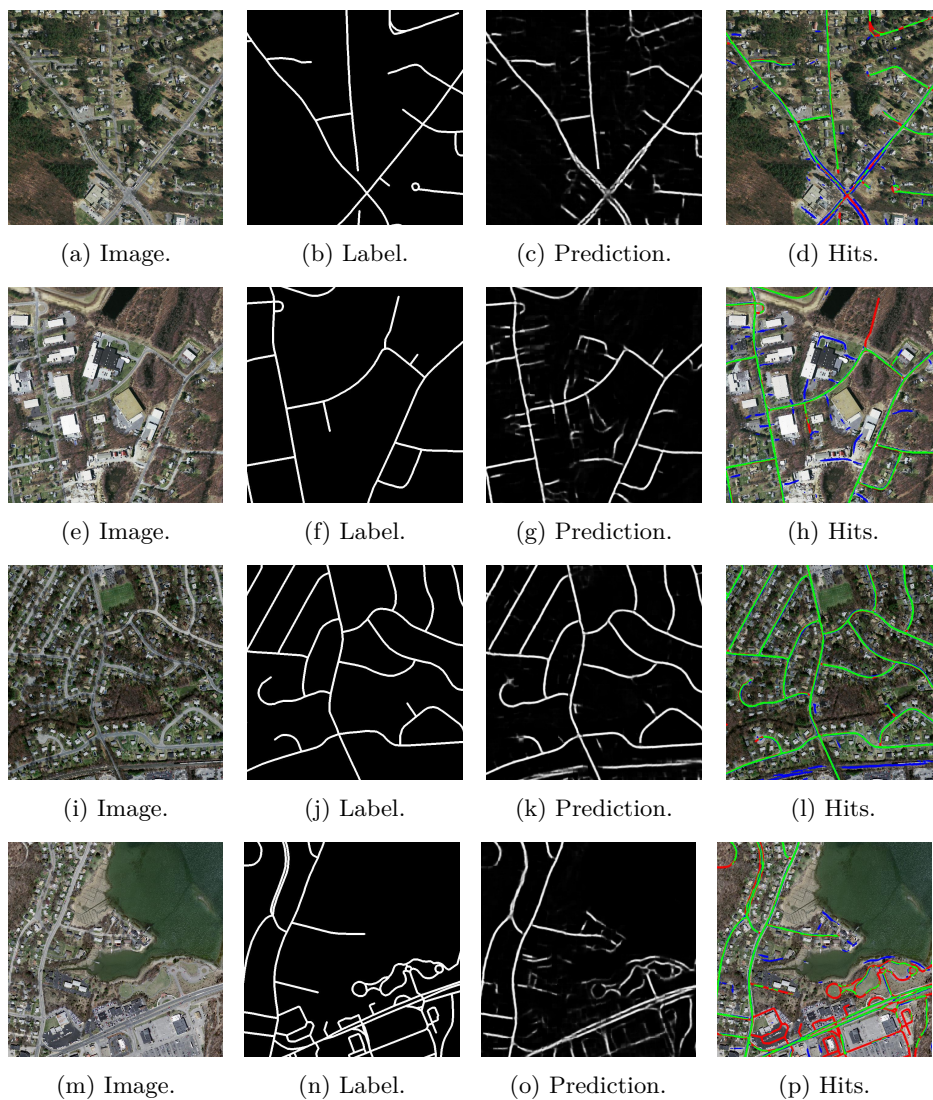 (a) Image. (b) Label. (c) Prediction. (d) Hits.
(e) Image. (f) Label. (g) Prediction. (h) Hits.
(i) Image. (j) Label. (k) Prediction. (l) Hits.
(m) Image. (n) Label. (o) Prediction. (p) Hits.